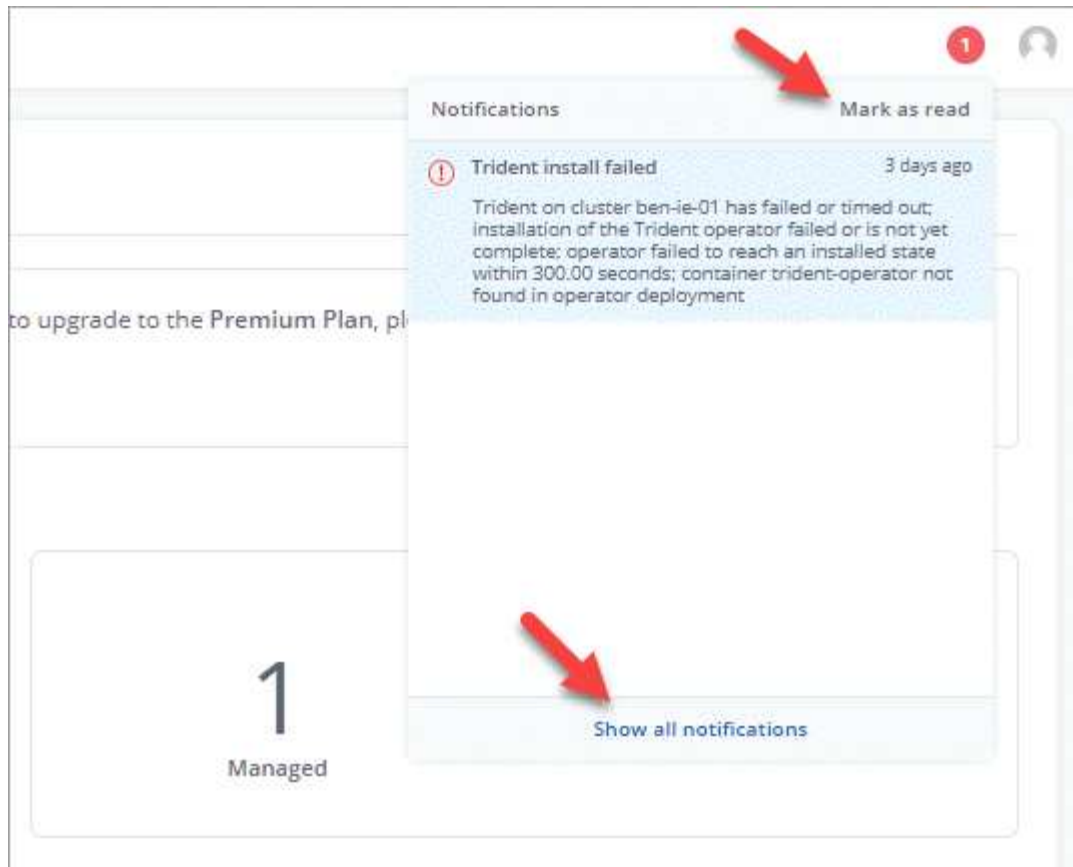 1
Notifications
Mark as read
Trident install failed
3 days ago
Trident on cluster ben-ie-01 has failed or timed out;
installation of the Trident operator failed or is not yet
complete; operator failed to reach an installed state
within 300.00 seconds; container trident-operator not
found in operator deployment
to upgrade to the Premium Plan, pl
1
Managed
Show all notifications